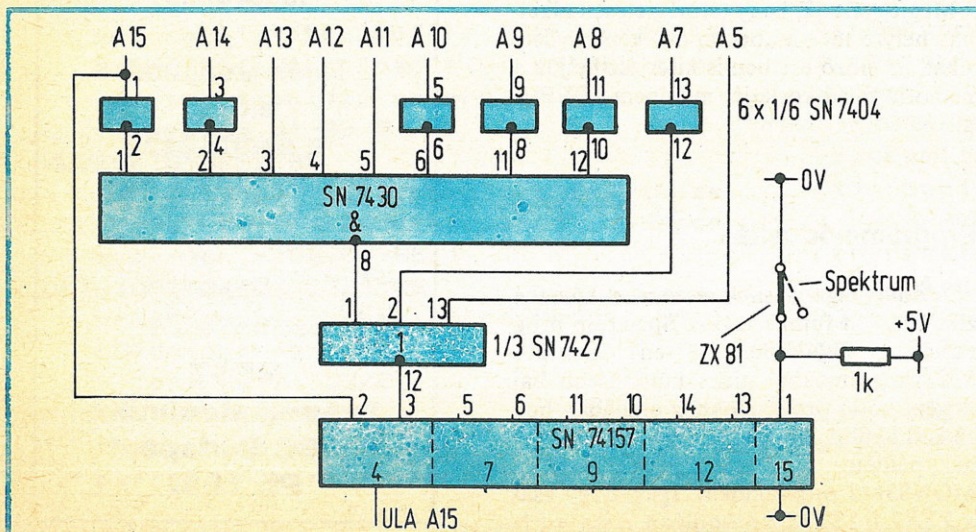 A15 A14 A13 A12 A11 A10 A9 A8 A7 A5
1 3 5 9 11 13
6 x 1/6 SN 7404
2 4 6 8 10 12
1 2 3 4 5 6 11 12
SN 7430
&
8
0V
Spektrum
+5V
ZX 81
1k
1 2 13
1
1/3 SN7427
12
2 3 5 6 11 10 14 13 1
SN 74157
4 7 9 12 15
ULA A15
0V